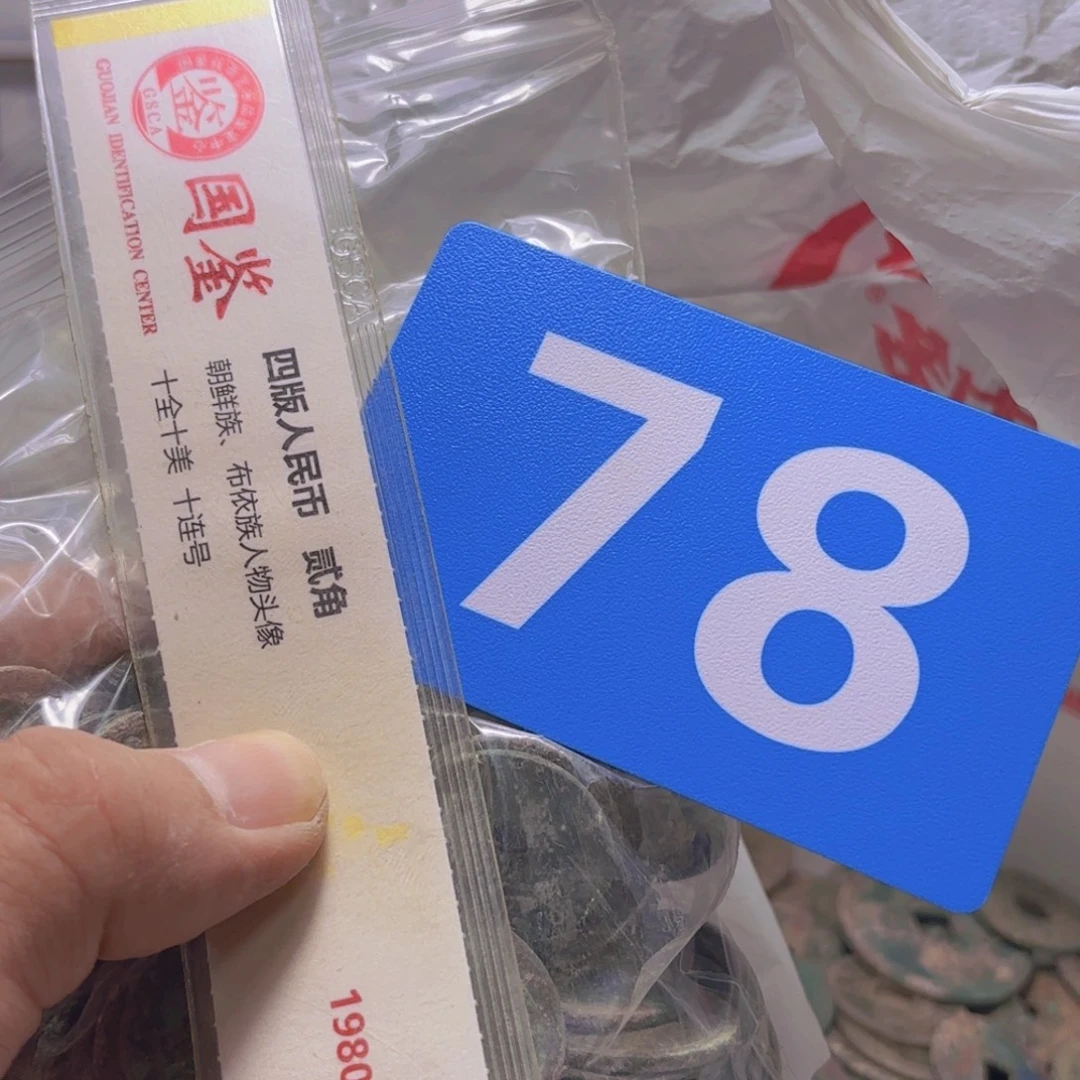 鉴
GSCA
GUOJIAN IDENTIFICATION CENTER
国鉴
四版人民币 贰角
朝鲜族、布依族人物头像
十全十美 十连号
1980
GSCA
78